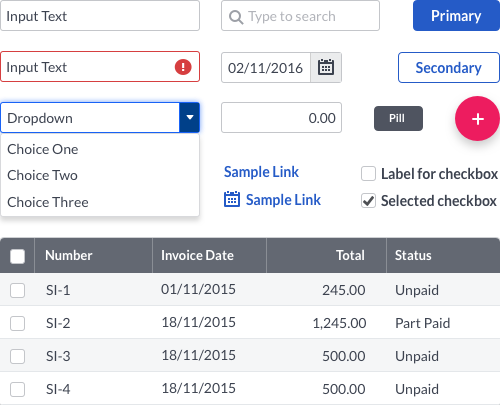 Input Text
Type to search
Primary
Input Text
02/11/2016
Secondary
Dropdown
0.00
Pill
Choice One
Choice Two
Choice Three
Sample Link
Label for checkbox
Sample Link
Selected checkbox
Number Invoice Date Total Status
SI-1 01/11/2015 245.00 Unpaid
SI-2 18/11/2015 1,245.00 Part Paid
SI-3 18/11/2015 500.00 Unpaid
SI-4 18/11/2015 500.00 Unpaid